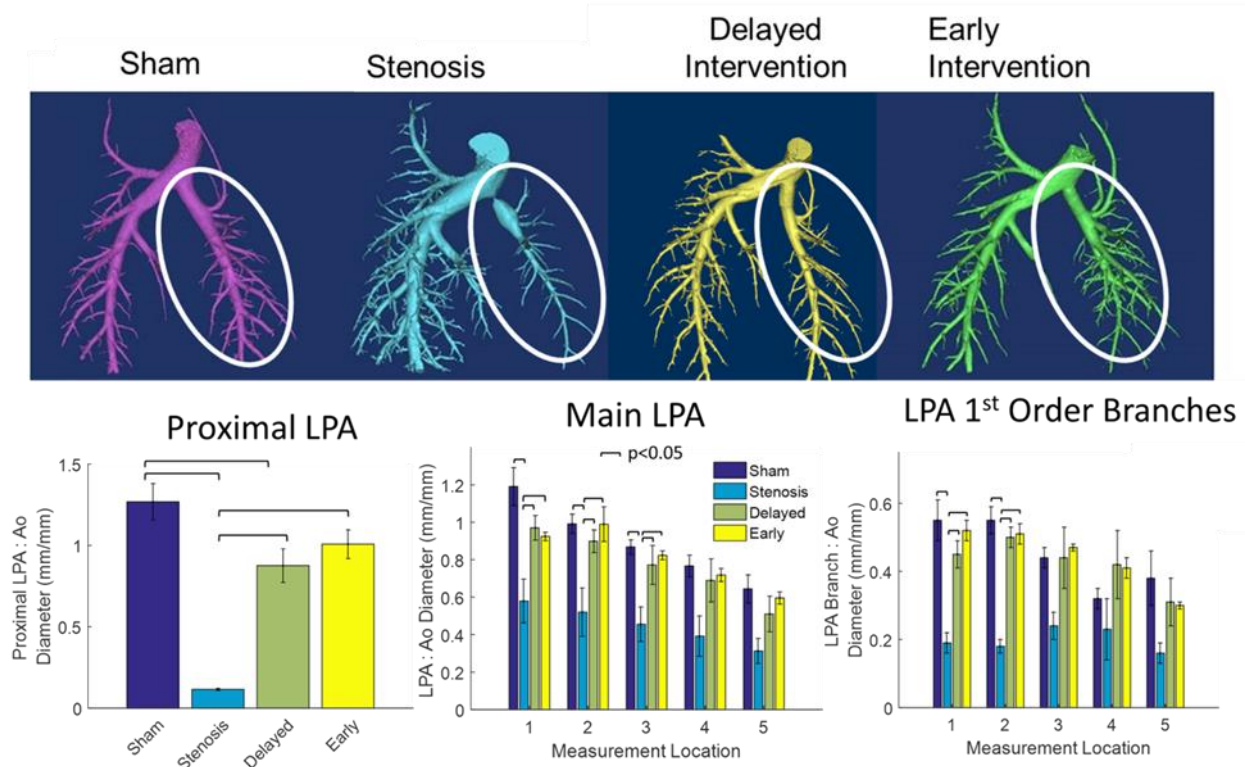 Sham
Stenosis
Delayed
Intervention
Early
Intervention
Proximal LPA
Proximal LPA : Ao
Diameter (mm/mm)
1.5
1
0.5
0
Sham
Stenosis
Delayed
Early
Main LPA
p<0.05
Sham
Stenosis
Delayed
Early
LPA : Ao Diameter (mm/mm)
1.2
1
0.8
0.6
0.4
0.2
0
1 2 3 4 5
Measurement Location
LPA 1st Order Branches
LPA Branch : Ao
Diameter (mm/mm)
0.6
0.4
0.2
0
1 2 3 4 5
Measurement Location